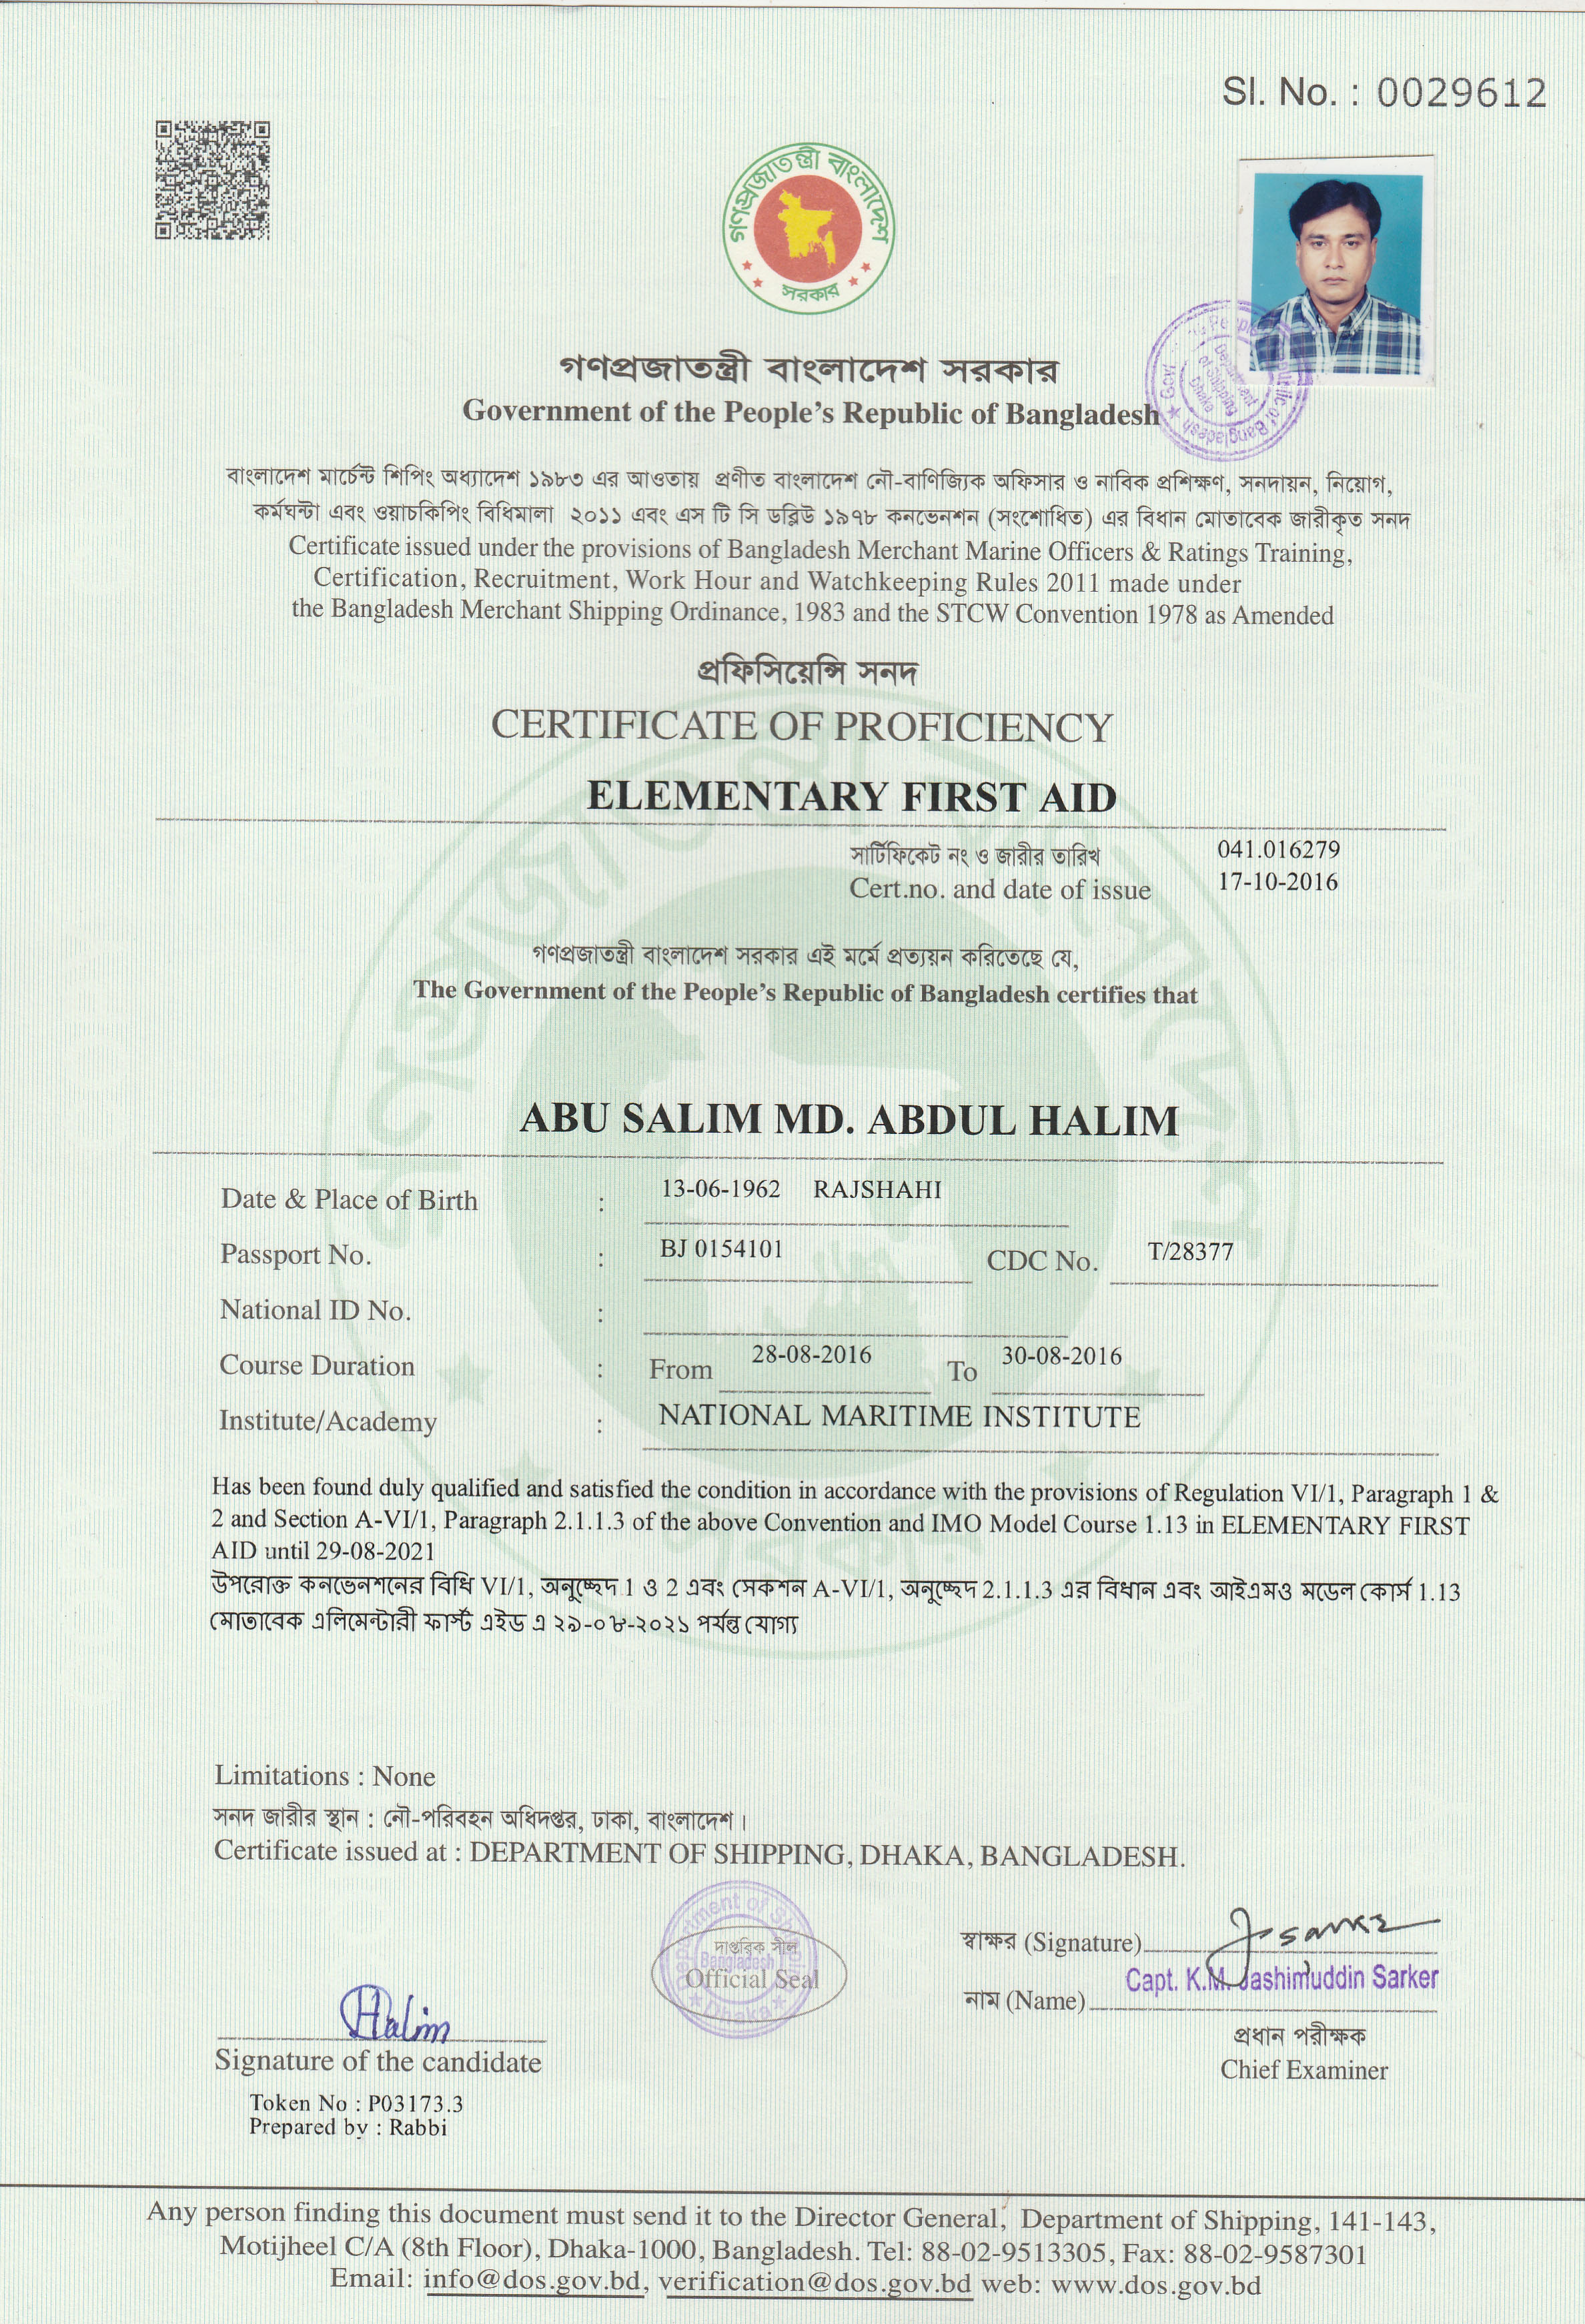 Sl. No. : 0029612
গণপ্রজাতন্ত্রী বাংলাদেশ
সরকার
গণপ্রজাতন্ত্রী বাংলাদেশ সরকার
Government of the People's Republic of Bangladesh
Department of Shipping Dhaka
বাংলাদেশ মার্চেন্ট শিপিং অধ্যাদেশ ১৯৮৩ এর আওতায় প্রণীত বাংলাদেশ নৌ-বাণিজ্যিক অফিসার ও নাবিক প্রশিক্ষণ, সনদায়ন, নিয়োগ,
কর্মঘন্টা এবং ওয়াচকিপিং বিধিমালা ২০১১ এবং এস টি সি ডব্লিউ ১৯৭৮ কনভেনশন (সংশোধিত) এর বিধান মোতাবেক জারীকৃত সনদ
Certificate issued under the provisions of Bangladesh Merchant Marine Officers & Ratings Training,
Certification, Recruitment, Work Hour and Watchkeeping Rules 2011 made under
the Bangladesh Merchant Shipping Ordinance, 1983 and the STCW Convention 1978 as Amended
প্রফিসিয়েন্সি সনদ
CERTIFICATE OF PROFICIENCY
ELEMENTARY FIRST AID
সার্টিফিকেট নং ও জারীর তারিখ 041.016279
Cert.no. and date of issue 17-10-2016
গণপ্রজাতন্ত্রী বাংলাদেশ সরকার এই মর্মে প্রত্যয়ন করিতেছে যে,
The Government of the People's Republic of Bangladesh certifies that
ABU SALIM MD. ABDUL HALIM
Date & Place of Birth : 13-06-1962 RAJSHAHI
Passport No. : BJ 0154101 CDC No. T/28377
National ID No. :
Course Duration : From 28-08-2016 To 30-08-2016
Institute/Academy : NATIONAL MARITIME INSTITUTE
Has been found duly qualified and satisfied the condition in accordance with the provisions of Regulation VI/1, Paragraph 1 &
2 and Section A-VI/1, Paragraph 2.1.1.3 of the above Convention and IMO Model Course 1.13 in ELEMENTARY FIRST
AID until 29-08-2021
উপরোক্ত কনভেনশনের বিধি VI/1, অনুচ্ছেদ 1 ও 2 এবং সেকশন A-VI/1, অনুচ্ছেদ 2.1.1.3 এর বিধান এবং আইএমও মডেল কোর্স 1.13
মোতাবেক এলিমেন্টারী ফার্স্ট এইড এ ২৯-০৮-২০২১ পর্যন্ত যোগ্য
Limitations : None
সনদ জারীর স্থান : নৌ-পরিবহন অধিদপ্তর, ঢাকা, বাংলাদেশ।
Certificate issued at : DEPARTMENT OF SHIPPING, DHAKA, BANGLADESH.
দাপ্তরিক সীল
Bangladesh
Official Seal
Dhaka
স্বাক্ষর (Signature)
Capt. K.M. Jashimuddin Sarker
নাম (Name)
প্রধান পরীক্ষক
Chief Examiner
Halim
Signature of the candidate
Token No : P03173.3
Prepared by : Rabbi
Any person finding this document must send it to the Director General, Department of Shipping, 141-143,
Motijheel C/A (8th Floor), Dhaka-1000, Bangladesh. Tel: 88-02-9513305, Fax: 88-02-9587301
Email: info@dos.gov.bd, verification@dos.gov.bd web: www.dos.gov.bd